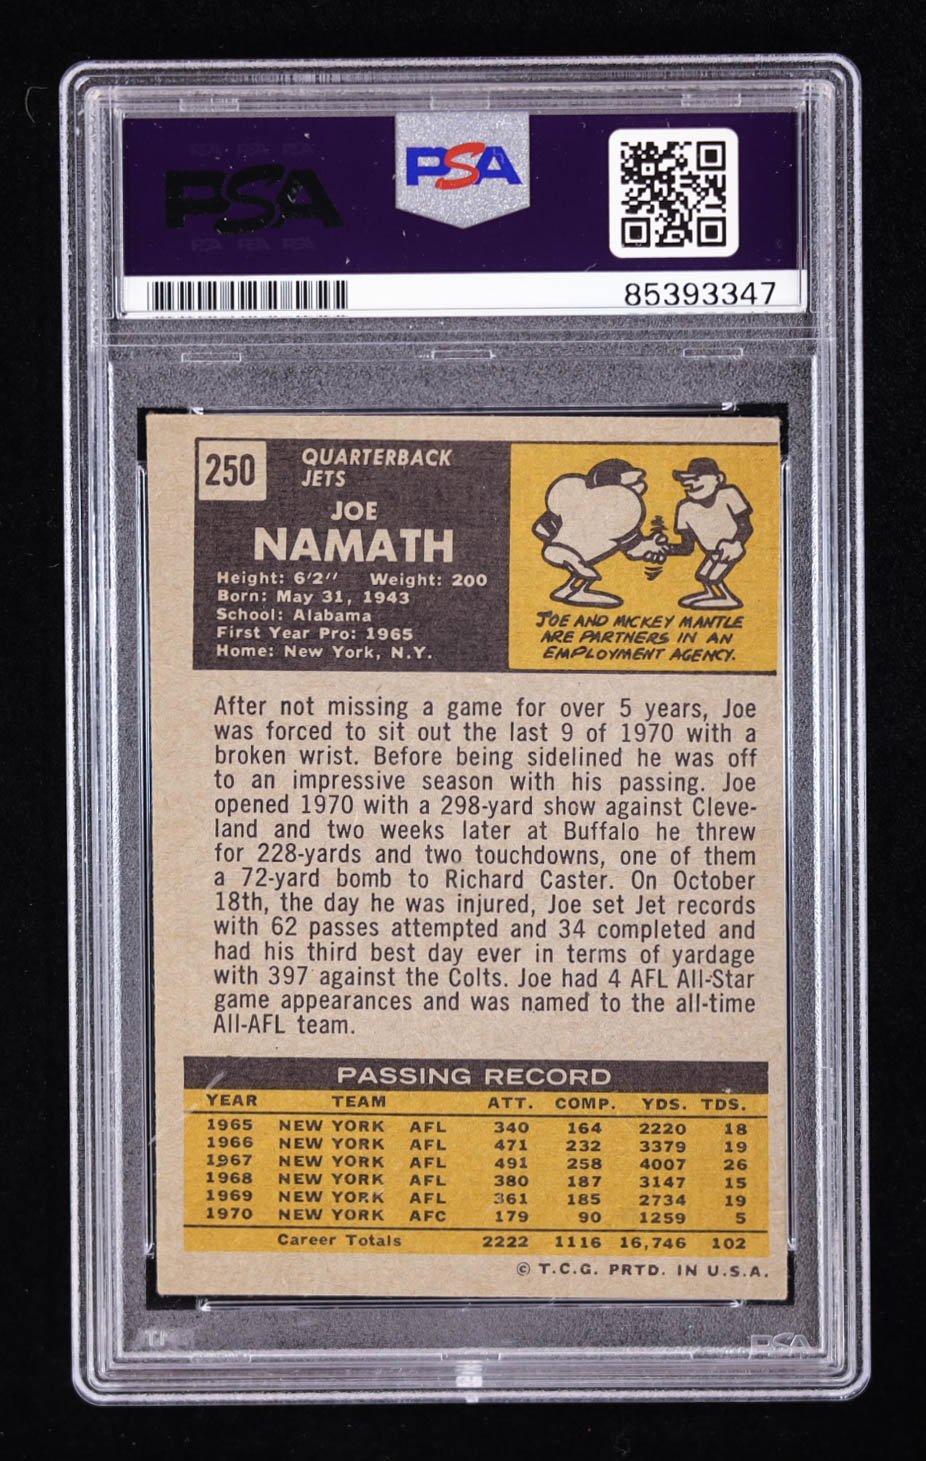 PSA
PSA
85393347
250
QUARTERBACK
JETS
JOE
NAMATH
Height: 6'2" Weight: 200
Born: May 31, 1943
School: Alabama
First Year Pro: 1965
Home: New York, N.Y.
JOE AND MICKEY MANTLE
ARE PARTNERS IN AN
EMPLOYMENT AGENCY.
After not missing a game for over 5 years, Joe
was forced to sit out the last 9 of 1970 with a
broken wrist. Before being sidelined he was off
to an impressive season with his passing. Joe
opened 1970 with a 298-yard show against Cleve-
land and two weeks later at Buffalo he threw
for 228-yards and two touchdowns, one of them
a 72-yard bomb to Richard Caster. On October
18th, the day he was injured, Joe set Jet records
with 62 passes attempted and 34 completed and
had his third best day ever in terms of yardage
with 397 against the Colts. Joe had 4 AFL All-Star
game appearances and was named to the all-time
All-AFL team.
PASSING RECORD
YEAR TEAM ATT. COMP. YDS. TDS.
1965 NEW YORK AFL 340 164 2220 18
1966 NEW YORK AFL 471 232 3379 19
1967 NEW YORK AFL 491 258 4007 26
1968 NEW YORK AFL 380 187 3147 15
1969 NEW YORK AFL 361 185 2734 19
1970 NEW YORK AFC 179 90 1259 5
Career Totals 2222 1116 16,746 102
© T.C.G. PRTD. IN U.S.A.
PSA